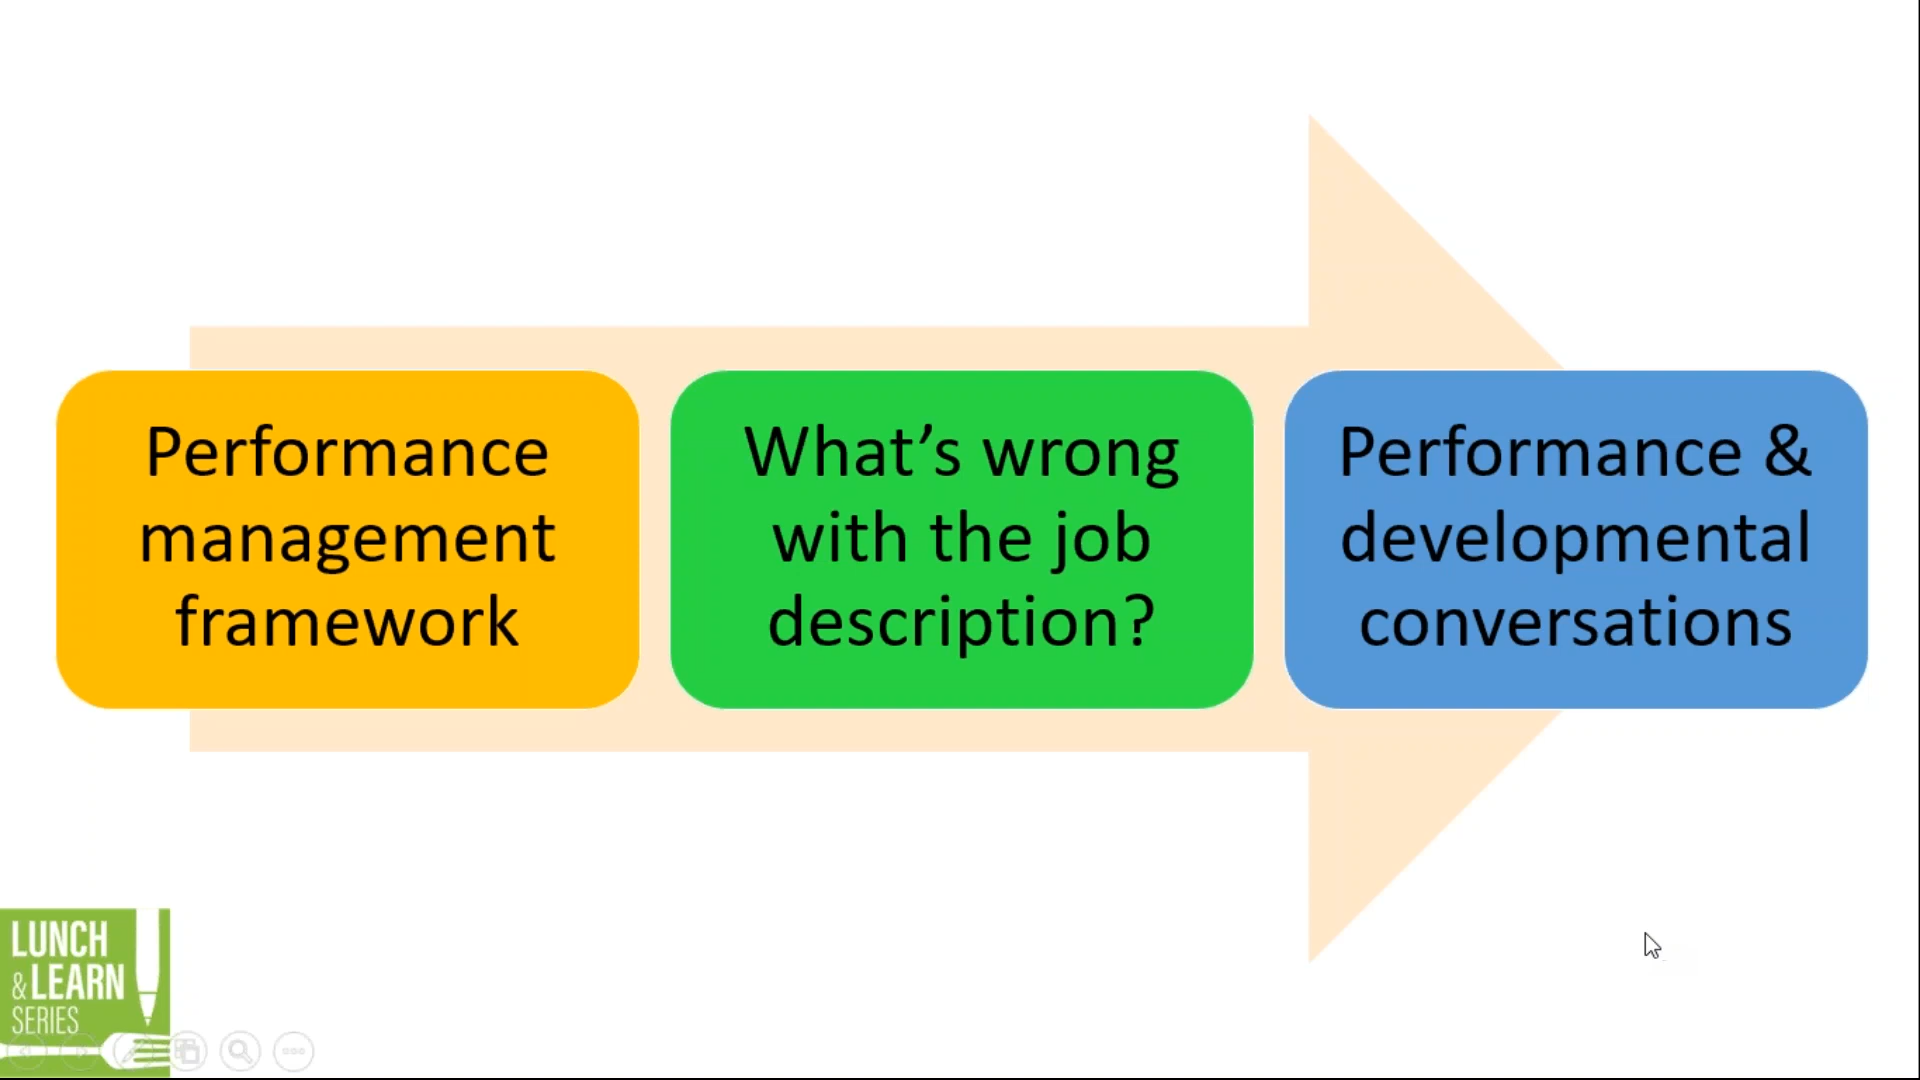 Performance
management
framework
What’s wrong
with the job
description?
Performance &
developmental
conversations
LUNCH
&LEARN
SERIES